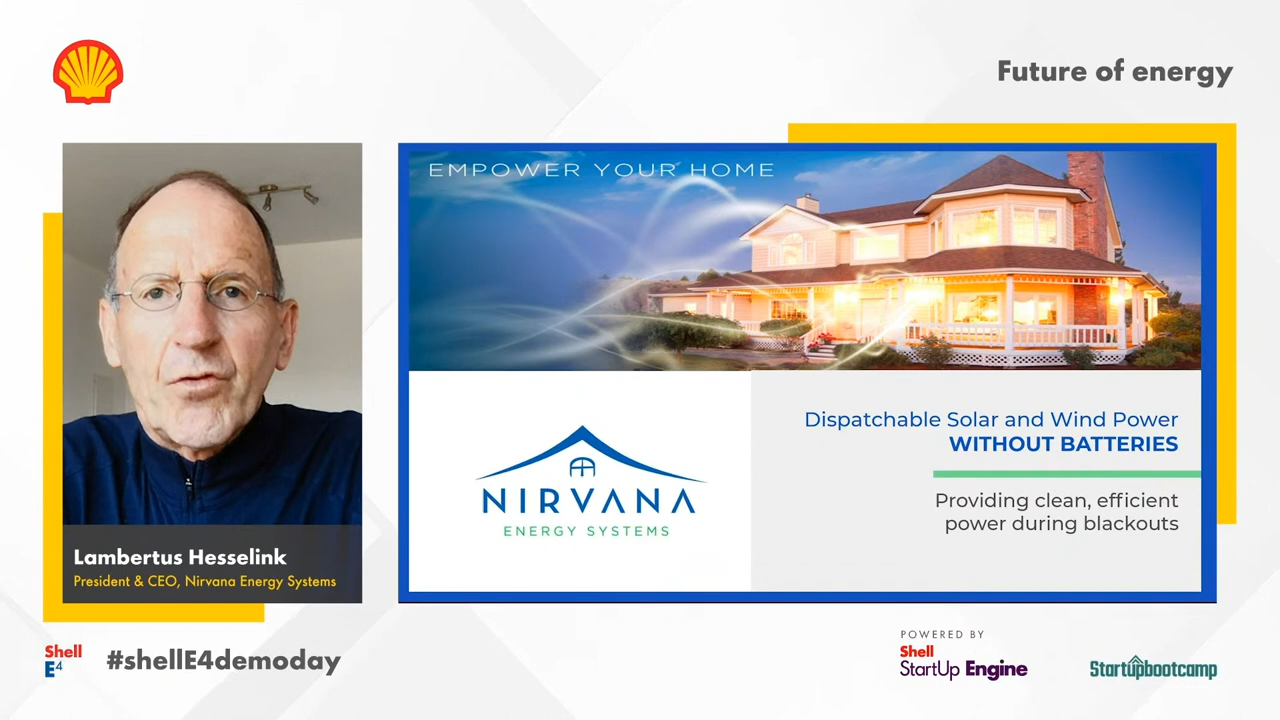 Future of energy
EMPOWER YOUR HOME
Dispatchable Solar and Wind Power
WITHOUT BATTERIES
NIRVANA
ENERGY SYSTEMS
Providing clean, efficient
power during blackouts
Lambertus Hesselink
President & CEO, Nirvana Energy Systems
Shell
E4
#shellE4demoday
POWERED BY
Shell
StartUp Engine
Startupbootcamp